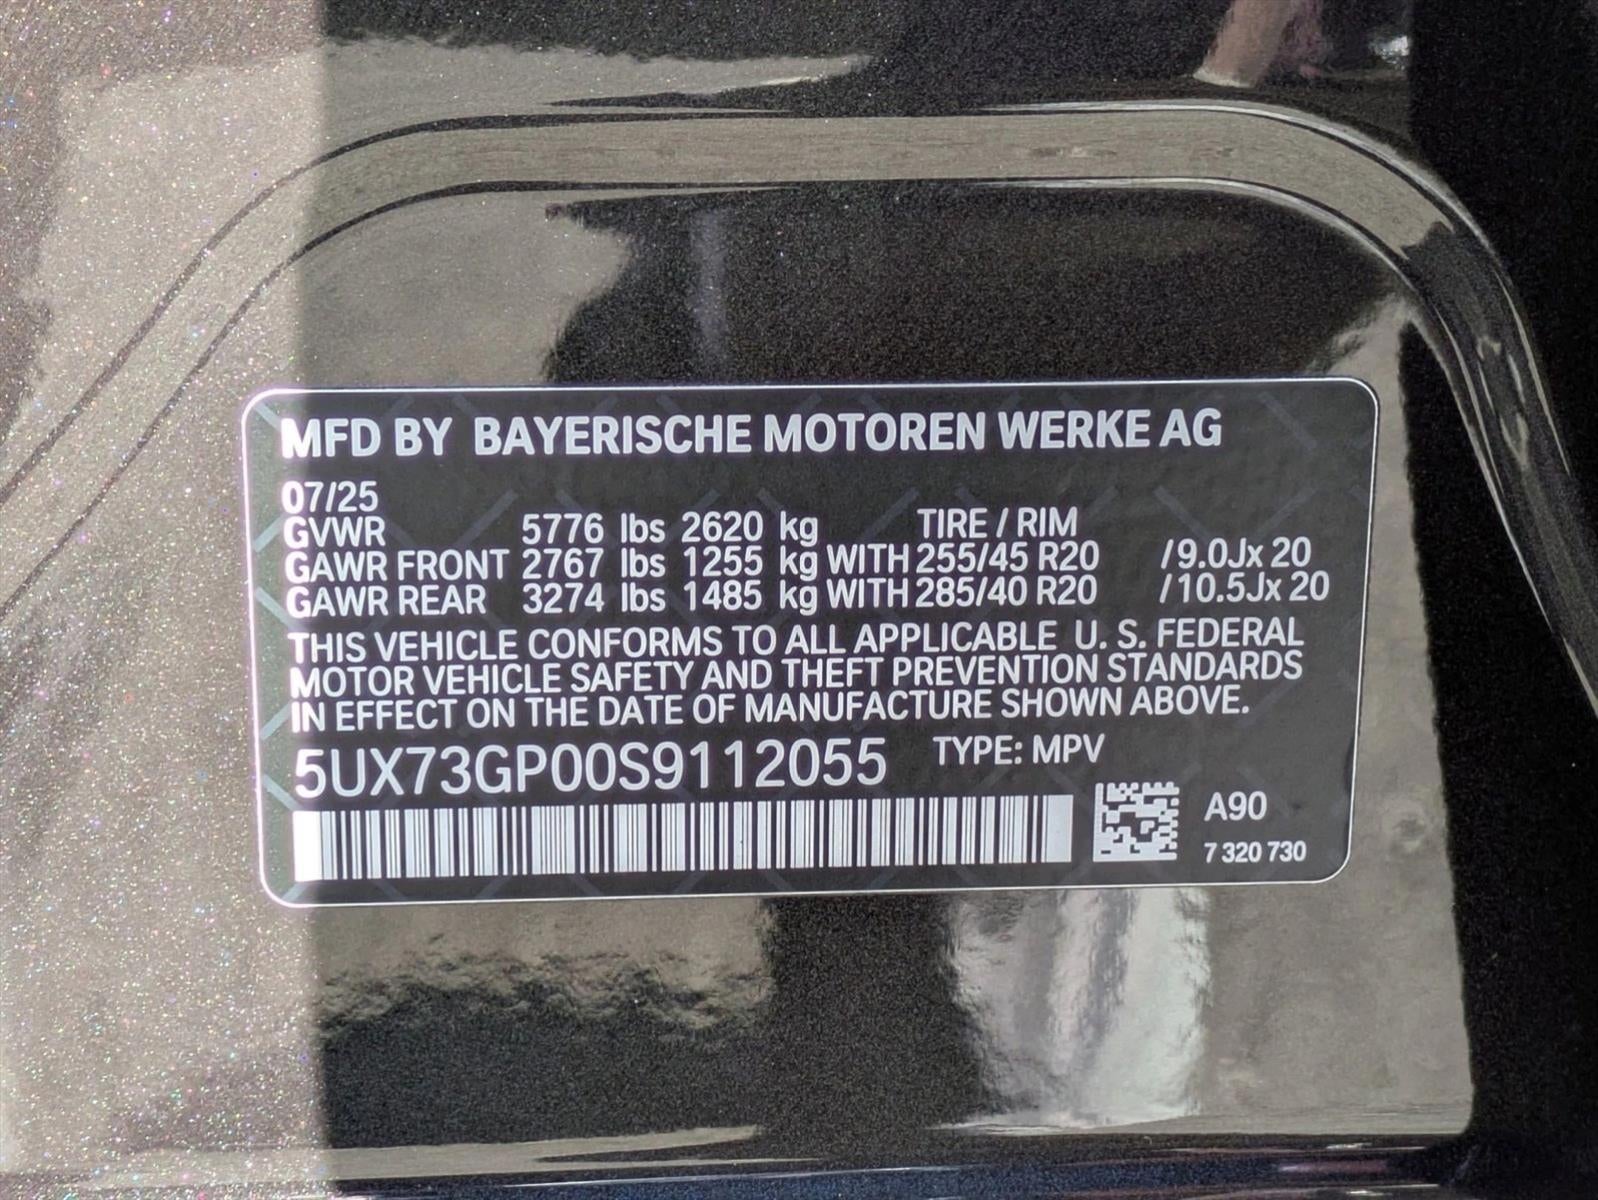 MFD BY BAYERISCHE MOTOREN WERKE AG
07/25
GVWR 5776 lbs 2620 kg TIRE / RIM
GAWR FRONT 2767 lbs 1255 kg WITH 255/45 R20 /9.0Jx 20
GAWR REAR 3274 lbs 1485 kg WITH 285/40 R20 /10.5Jx 20
THIS VEHICLE CONFORMS TO ALL APPLICABLE U. S. FEDERAL
MOTOR VEHICLE SAFETY AND THEFT PREVENTION STANDARDS
IN EFFECT ON THE DATE OF MANUFACTURE SHOWN ABOVE.
5UX73GP00S9112055 TYPE: MPV
A90
7 320 730